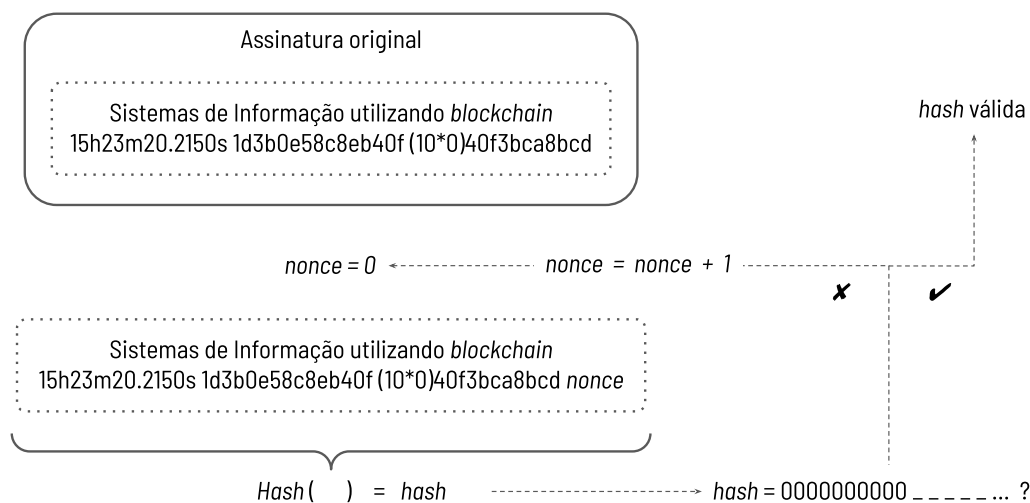 Assinatura original
Sistemas de Informação utilizando blockchain
15h23m20.2150s 1d3b0e58c8eb40f (10*0)40f3bca8bcd
hash válida
nonce = 0
nonce = nonce + 1
✘ ✔
Sistemas de Informação utilizando blockchain
15h23m20.2150s 1d3b0e58c8eb40f (10*0)40f3bca8bcd nonce
Hash ( ) = hash
hash = 0000000000 _ _ _ _ _ ... ?